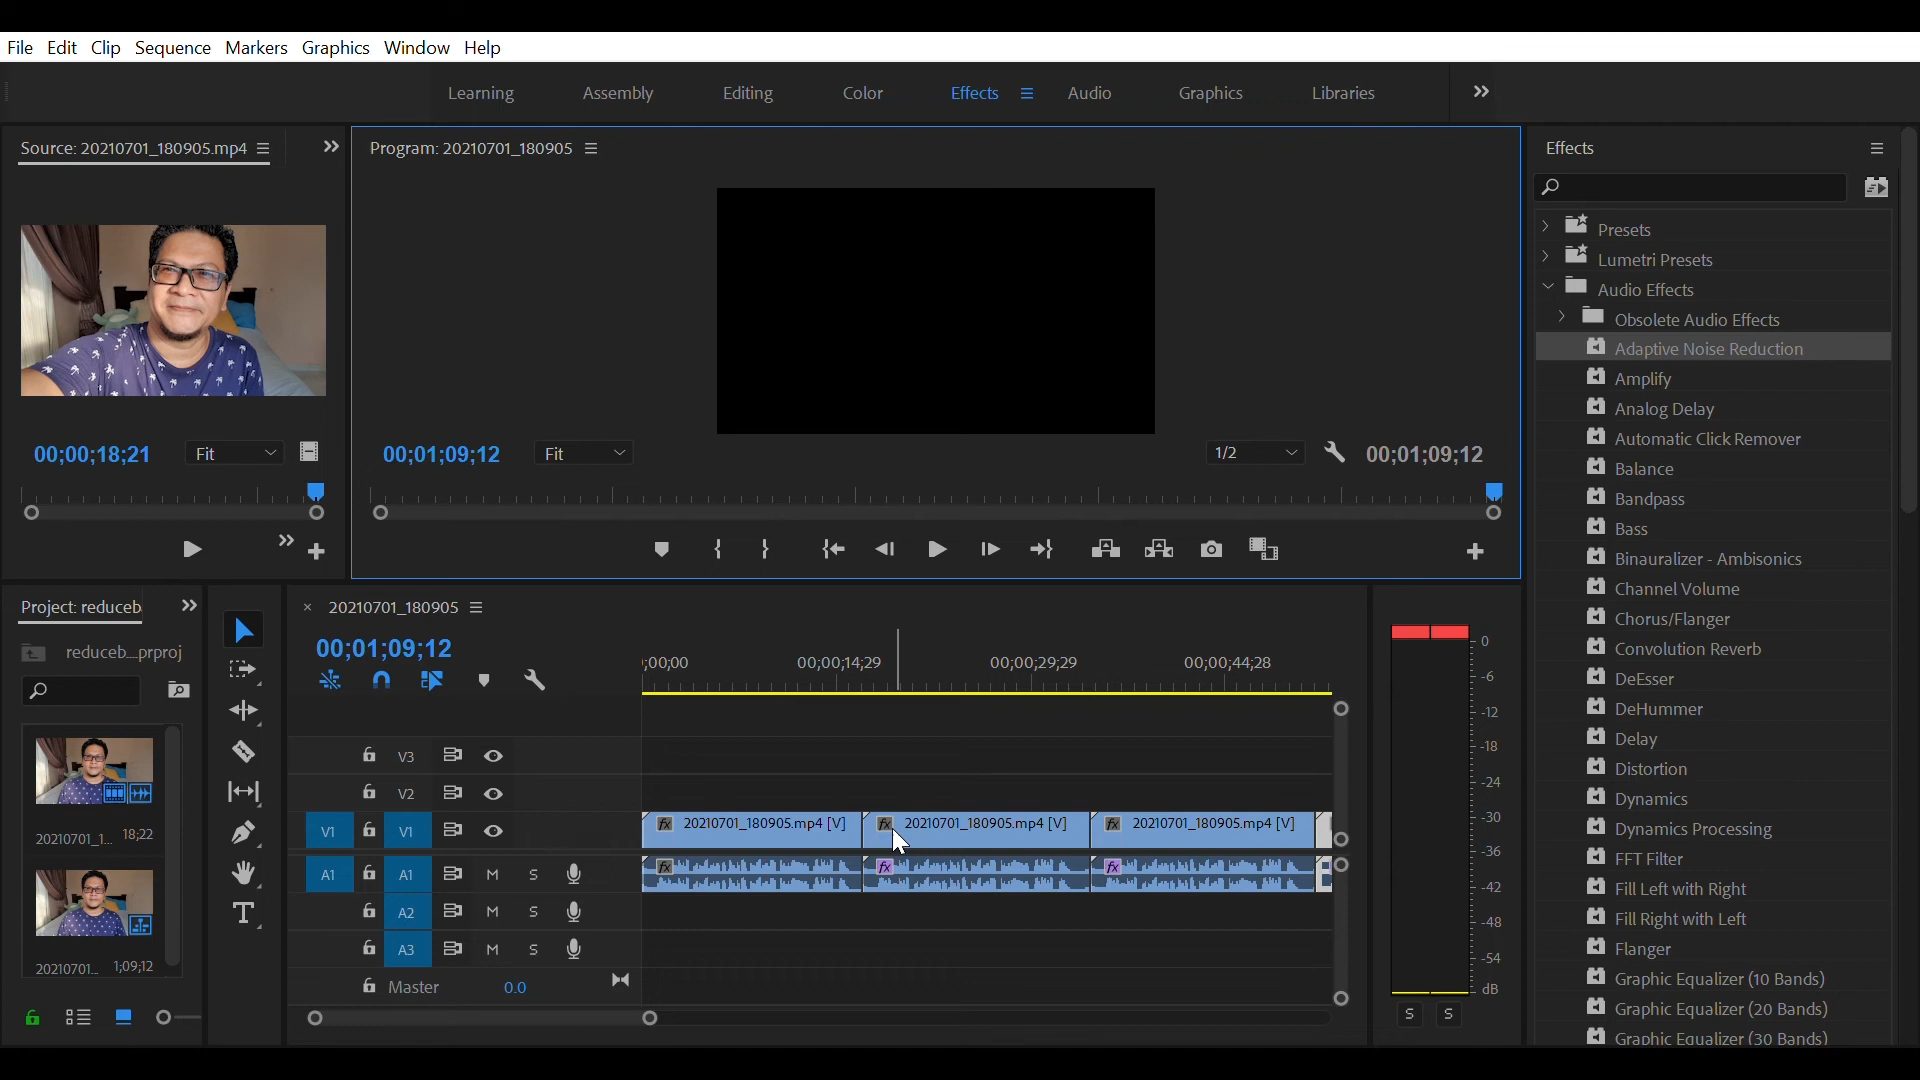 File Edit Clip Sequence Markers Graphics Window Help
Learning Assembly Editing Color Effects Audio Graphics Libraries
Source: 20210701_180905.mp4
00;00;18;21 Fit
Program: 20210701_180905
00;01;09;12 Fit 1/2 00;01;09;12
Effects
Presets
Lumetri Presets
Audio Effects
Obsolete Audio Effects
Adaptive Noise Reduction
Amplify
Analog Delay
Automatic Click Remover
Balance
Bandpass
Bass
Binauralizer - Ambisonics
Channel Volume
Chorus/Flanger
Convolution Reverb
DeEsser
DeHummer
Delay
Distortion
Dynamics
Dynamics Processing
FFT Filter
Fill Left with Right
Fill Right with Left
Flanger
Graphic Equalizer (10 Bands)
Graphic Equalizer (20 Bands)
Graphic Equalizer (30 Bands)
Project: reduceb
reduceb....prproj
20210701_1... 18;22
20210701... 1;09;12
× 20210701_180905
00;01;09;12
;00;00 00;00;14;29 00;00;29;29 00;00;44;28
V3
V2
V1 V1 fx 20210701_180905.mp4 [V] fx 20210701_180905.mp4 [V] fx 20210701_180905.mp4 [V]
A1 A1 M S fx fx fx
A2 M S
A3 M S
Master 0.0
T
0
-6
-12
-18
-24
-30
-36
-42
-48
-54
dB
S S